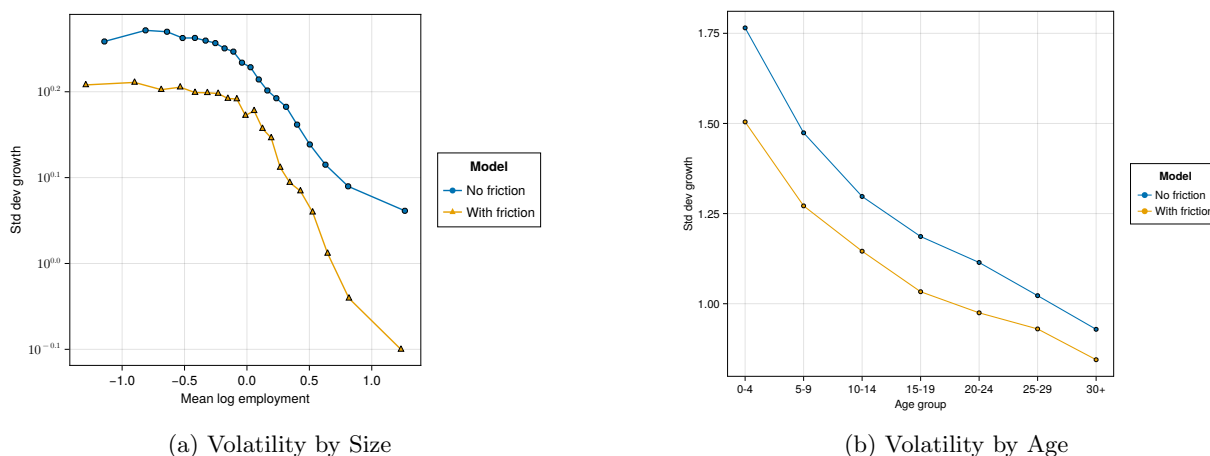 Std dev growth
10^0.2
10^0.1
10^0.0
10^−0.1
−1.0 −0.5 0.0 0.5 1.0
Mean log employment
Model
No friction
With friction
(a) Volatility by Size
Std dev growth
1.75
1.50
1.25
1.00
0-4 5-9 10-14 15-19 20-24 25-29 30+
Age group
Model
No friction
With friction
(b) Volatility by Age